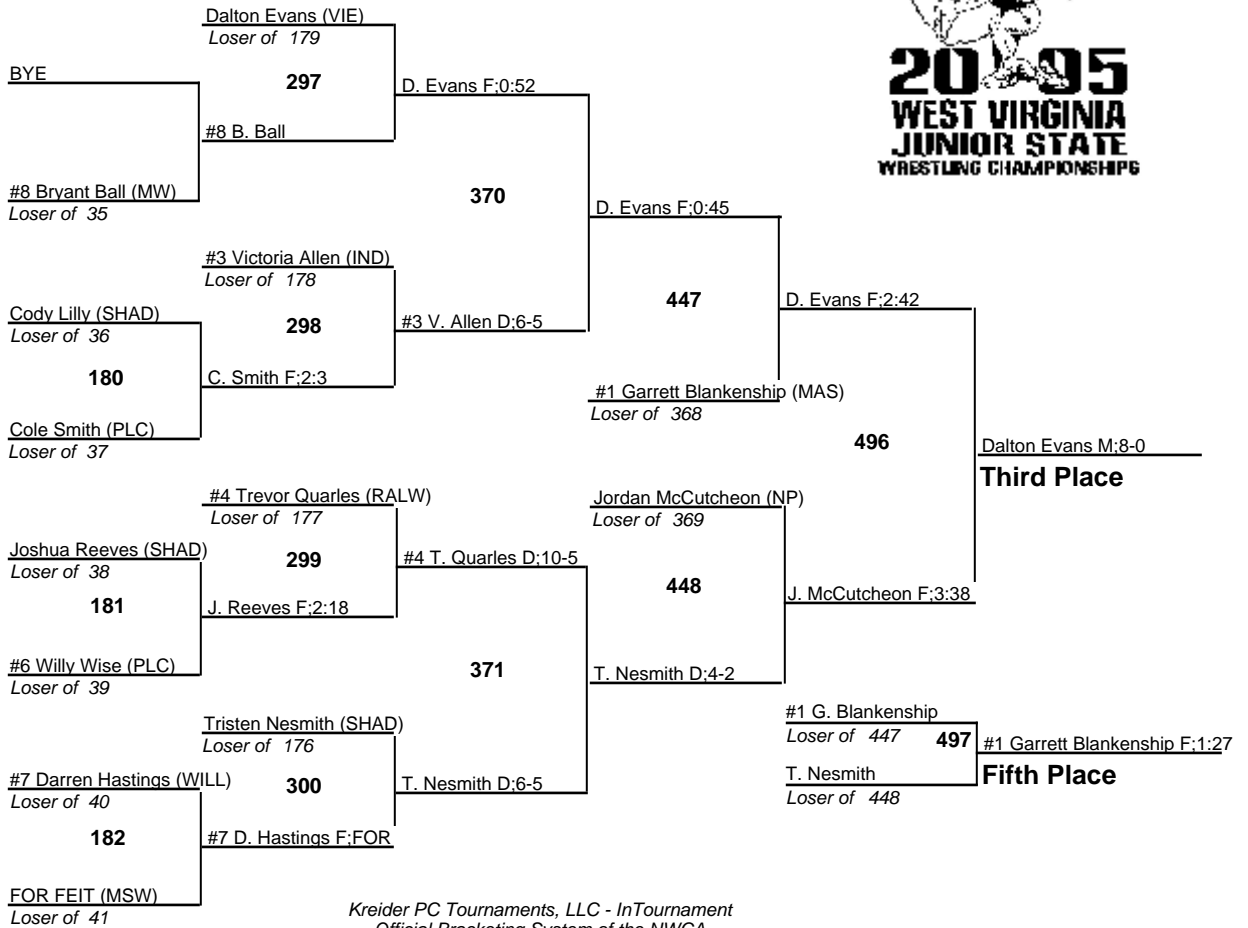 Dalton Evans (VIE)
Loser of 179
BYE
297
D. Evans F;0:52
#8 B. Ball
#8 Bryant Ball (MW)
Loser of 35
370
D. Evans F;0:45
#3 Victoria Allen (IND)
Loser of 178
Cody Lilly (SHAD)
Loser of 36
298
#3 V. Allen D;6-5
447
D. Evans F;2:42
180
C. Smith F;2:3
#1 Garrett Blankenship (MAS)
Loser of 368
Cole Smith (PLC)
Loser of 37
496
Dalton Evans M;8-0
Third Place
#4 Trevor Quarles (RALW)
Loser of 177
Jordan McCutcheon (NP)
Loser of 369
Joshua Reeves (SHAD)
Loser of 38
299
#4 T. Quarles D;10-5
448
181
J. Reeves F;2:18
J. McCutcheon F;3:38
#6 Willy Wise (PLC)
Loser of 39
371
T. Nesmith D;4-2
Tristen Nesmith (SHAD)
Loser of 176
#1 G. Blankenship
Loser of 447
497
#1 Garrett Blankenship F;1:27
Fifth Place
T. Nesmith
Loser of 448
#7 Darren Hastings (WILL)
Loser of 40
300
T. Nesmith D;6-5
182
#7 D. Hastings F;FOR
FOR FEIT (MSW)
Loser of 41
20 05
WEST VIRGINIA
JUNIOR STATE
WRESTLING CHAMPIONSHIPS
Kreider PC Tournaments, LLC - InTournament
Official Bracketing System of the NWCA